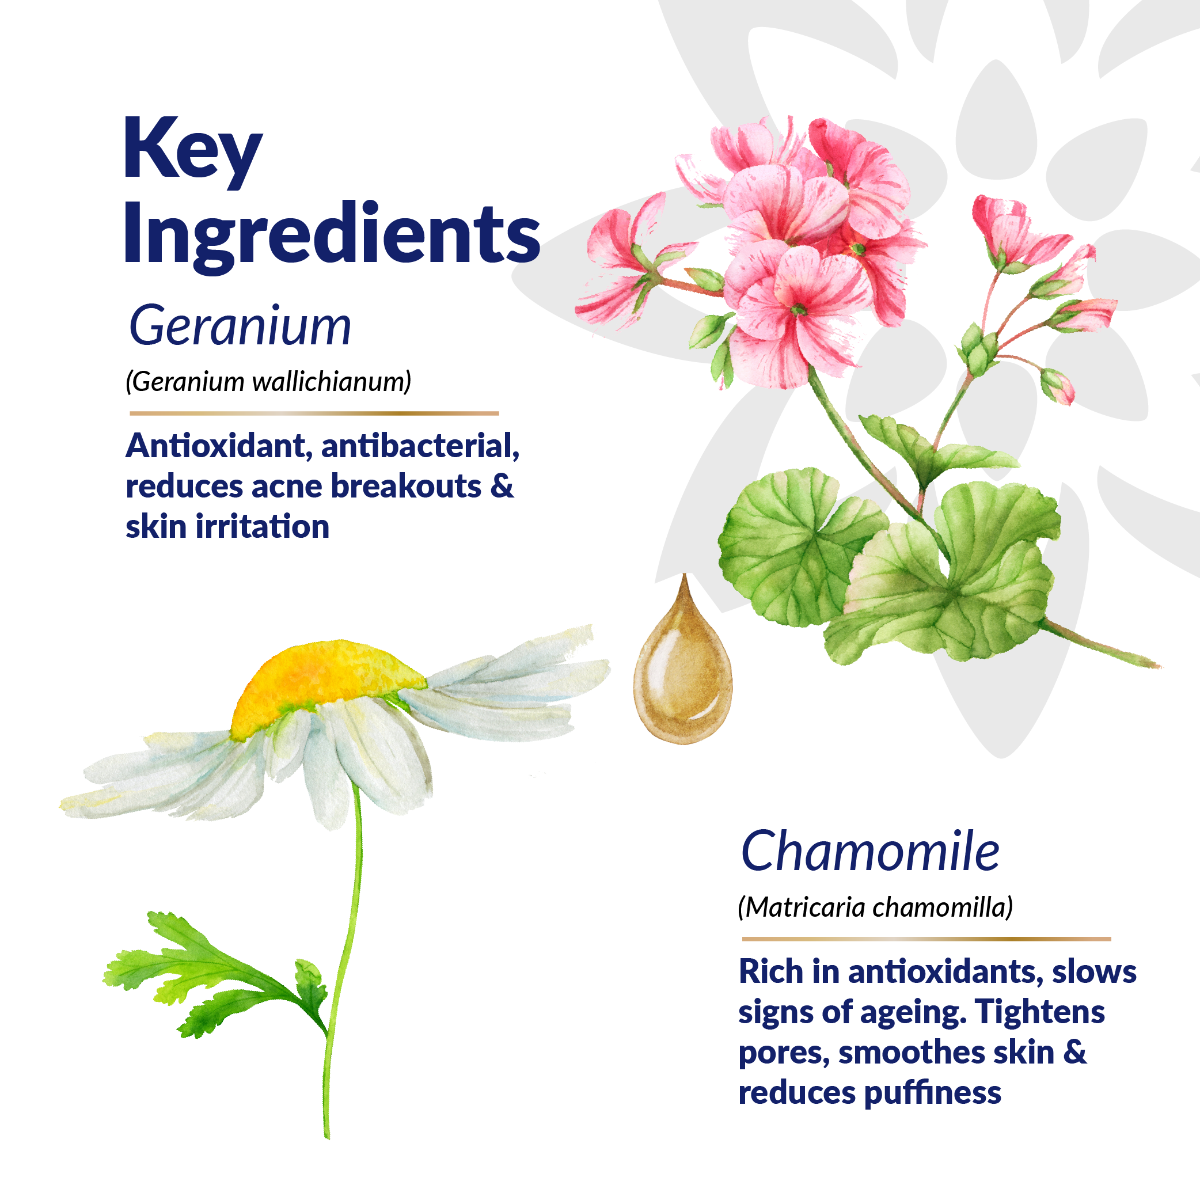 Key
Ingredients
Geranium
(Geranium wallichianum)
Antioxidant, antibacterial,
reduces acne breakouts &
skin irritation
Chamomile
(Matricaria chamomilla)
Rich in antioxidants, slows
signs of ageing. Tightens
pores, smoothes skin &
reduces puffiness